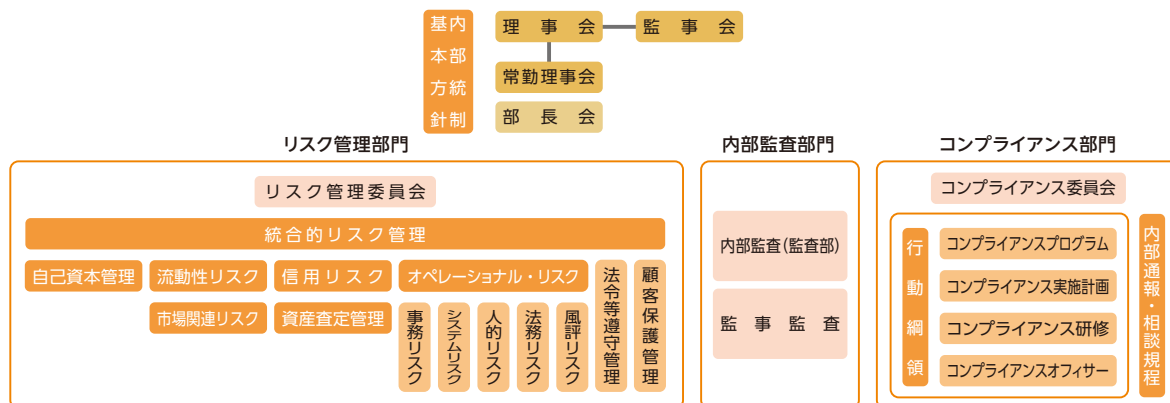 内部統制
基本方針
理事会
監事会
常勤理事会
部長会
リスク管理部門
リスク管理委員会
統合的リスク管理
自己資本管理
流動性リスク
信用リスク
オペレーショナル・リスク
法令等遵守管理
顧客保護管理
市場関連リスク
資産査定管理
事務リスク
システムリスク
人的リスク
法務リスク
風評リスク
内部監査部門
内部監査(監査部)
監事監査
コンプライアンス部門
コンプライアンス委員会
行動綱領
コンプライアンスプログラム
コンプライアンス実施計画
コンプライアンス研修
コンプライアンスオフィサー
内部通報・相談規程